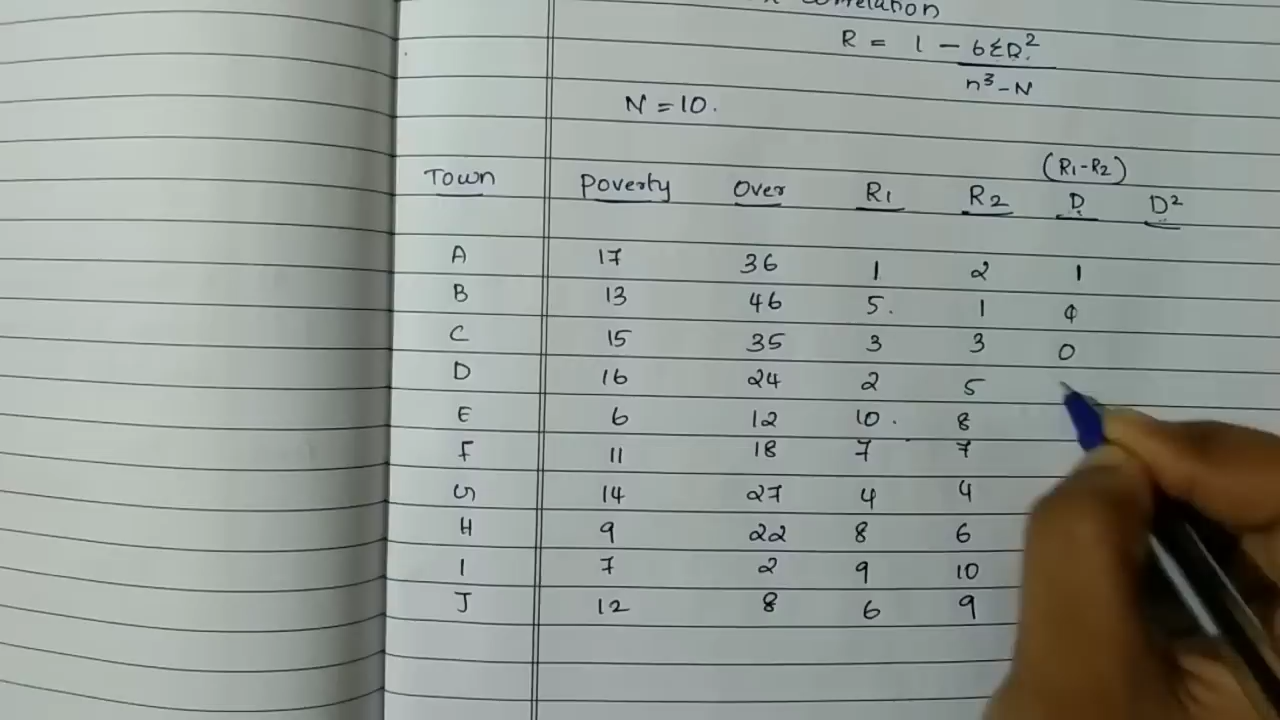 Correlation
R = 1 - 6ΣD²
n³-N
N = 10.
(R1-R2)
Town Poverty Over R1 R2 D D²
A 17 36 1 2 1
B 13 46 5. 1 4
C 15 35 3 3 0
D 16 24 2 5
E 6 12 10. 8
F 11 18 7 7
G 14 27 4 4
H 9 22 8 6
I 7 2 9 10
J 12 8 6 9